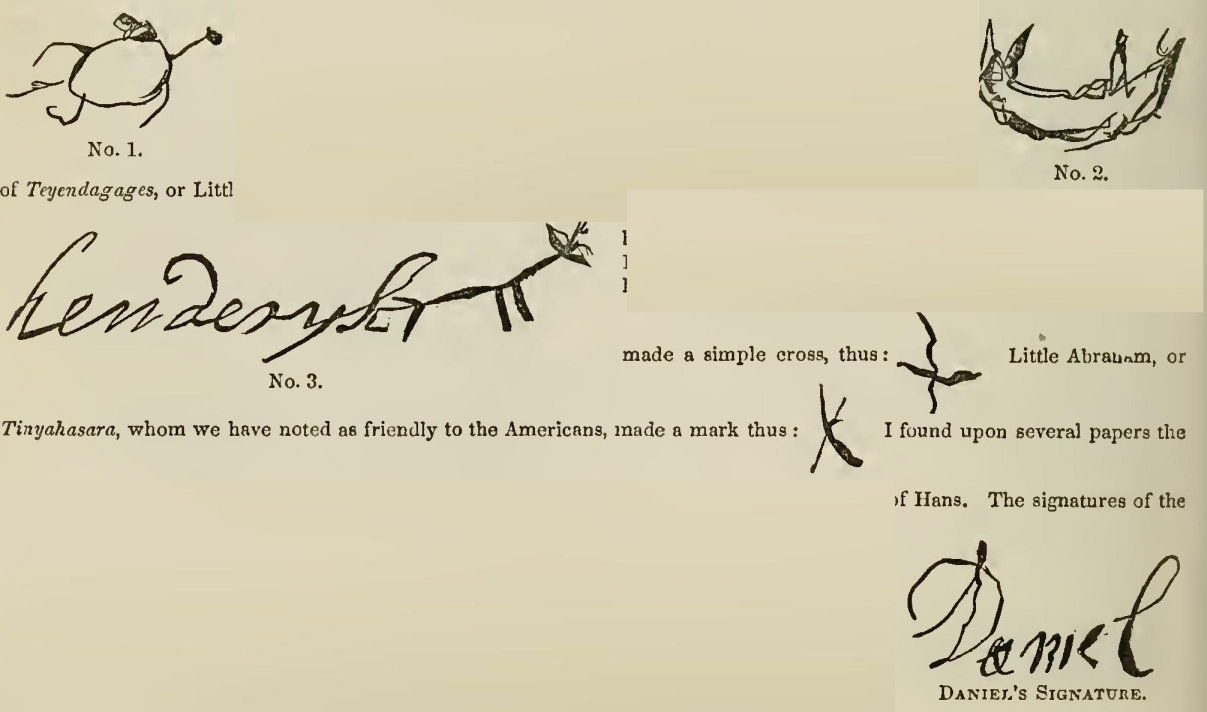 No. 1.
No. 2.
of Teyendagages, or Littl
henderyk
No. 3.
made a simple cross, thus: Little Abraham, or
Tinyahasara, whom we have noted as friendly to the Americans, made a mark thus: I found upon several papers the
of Hans. The signatures of the
Daniel
DANIEL'S SIGNATURE.